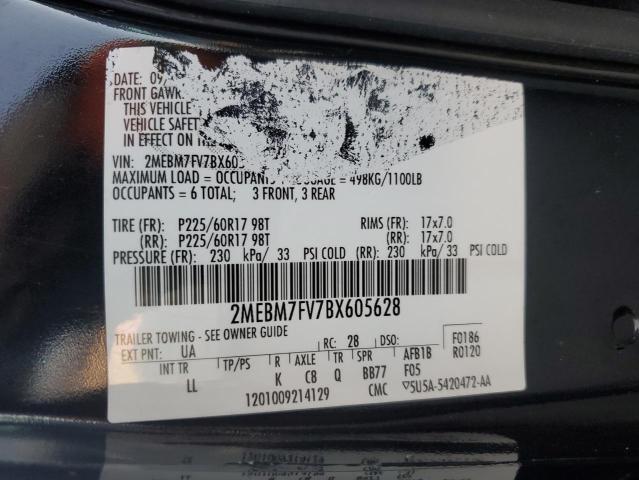 DATE: 09
FRONT GAWR
THIS VEHICLE
VEHICLE SAFET
IN EFFECT ON
VIN: 2MEBM7FV7BX605
MAXIMUM LOAD = OCCUPANTS = 498KG/1100LB
OCCUPANTS = 6 TOTAL; 3 FRONT, 3 REAR
TIRE (FR): P225/60R17 98T RIMS (FR): 17x7.0
(RR): P225/60R17 98T (RR): 17x7.0
PRESSURE (FR): 230 kPa/ 33 PSI COLD (RR): 230 kPa/ 33 PSI COLD
2MEBM7FV7BX605628
TRAILER TOWING - SEE OWNER GUIDE
EXT PNT: UA RC: 28 DSO: F0186
INT TR TP/PS R AXLE TR SPR AFB1B R0120
LL K C8 Q BB77 F05
1201009214129 CMC ▽5U5A-5420472-AA